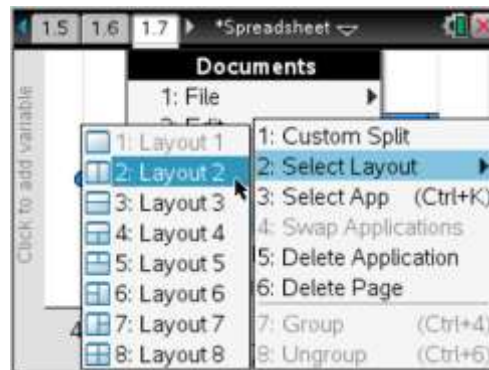 1.5 1.6 1.7 *Spreadsheet
Documents
1: File
Click to add variable
1: Layout 1
2: Layout 2
3: Layout 3
4: Layout 4
5: Layout 5
6: Layout 6
7: Layout 7
8: Layout 8
1: Custom Split
2: Select Layout
3: Select App (Ctrl+K)
4: Swap Applications
5: Delete Application
6: Delete Page
7: Group (Ctrl+4)
8: Ungroup (Ctrl+6)
4